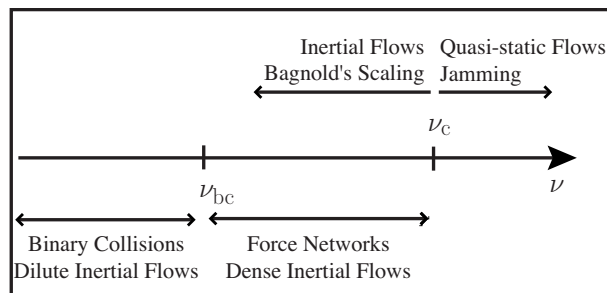 Inertial Flows
Bagnold's Scaling
Quasi-static Flows
Jamming
ν_c
ν_bc
ν
Binary Collisions
Dilute Inertial Flows
Force Networks
Dense Inertial Flows